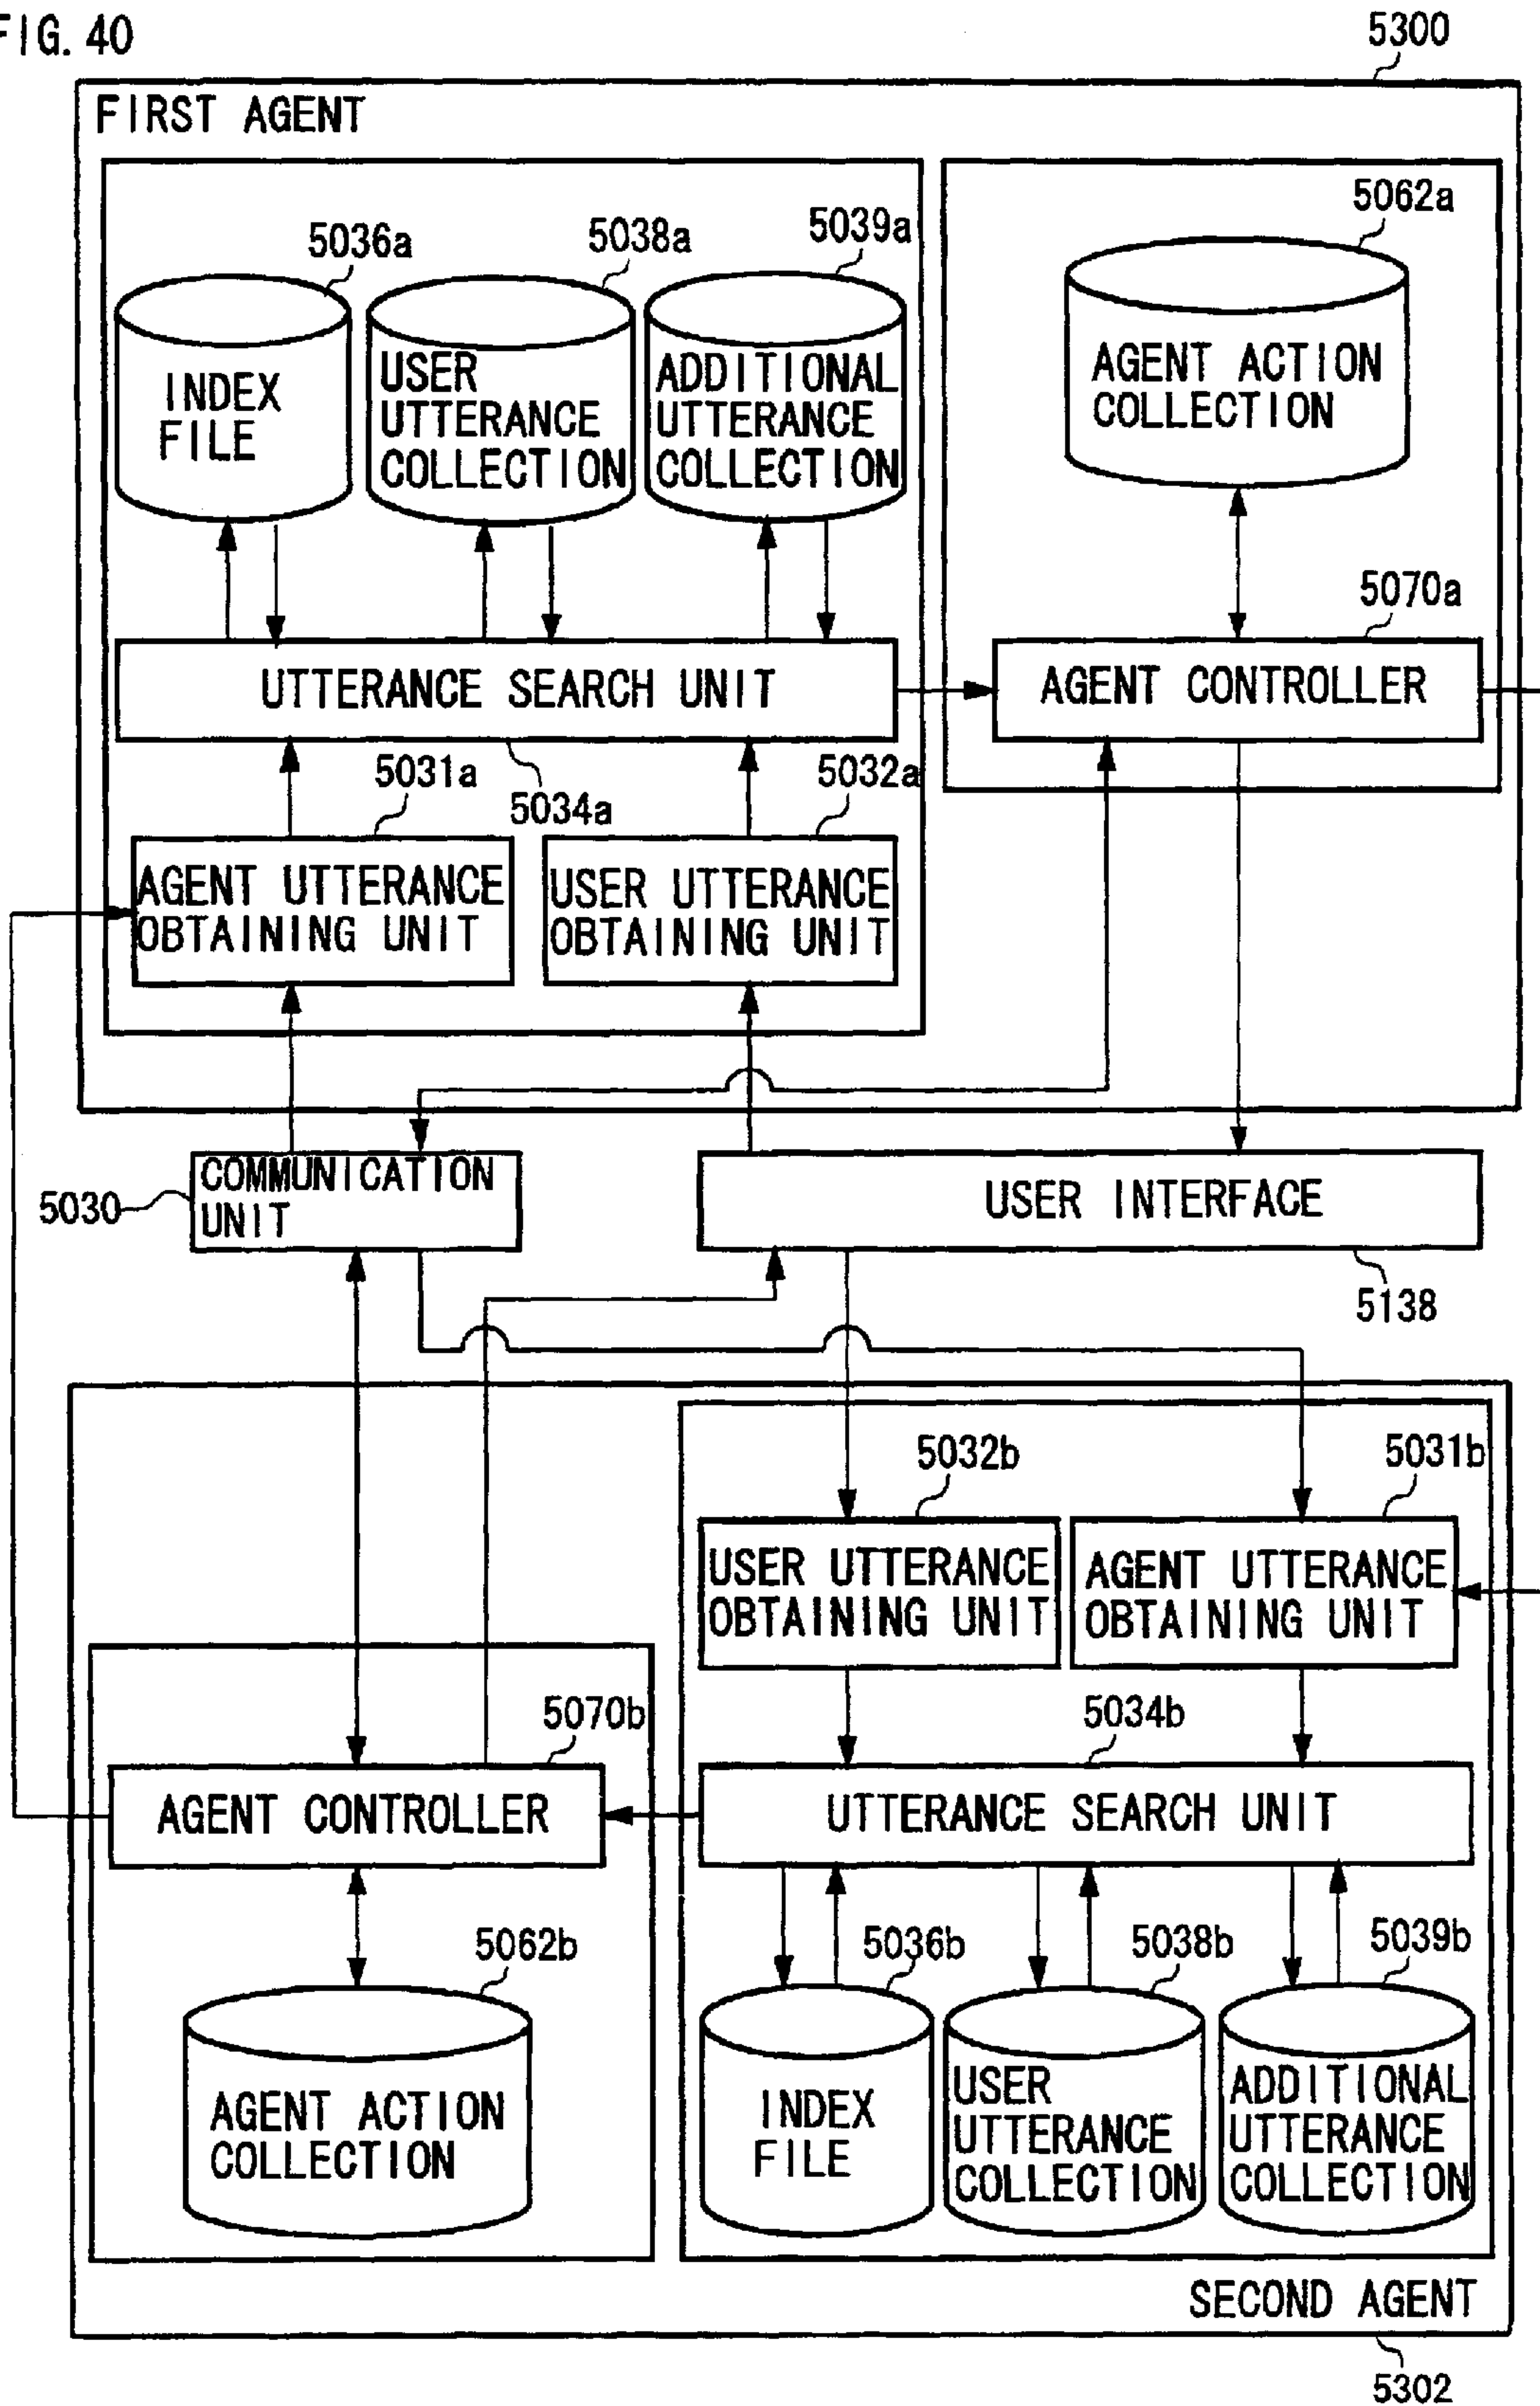 FIG. 40
5300
FIRST AGENT
5036a
5038a
5039a
5062a
INDEX
FILE
USER
UTTERANCE
COLLECTION
ADDITIONAL
UTTERANCE
COLLECTION
AGENT ACTION
COLLECTION
5070a
UTTERANCE SEARCH UNIT
AGENT CONTROLLER
5031a
5034a
5032a
AGENT UTTERANCE
OBTAINING UNIT
USER UTTERANCE
OBTAINING UNIT
COMMUNICATION
UNIT
5030
USER INTERFACE
5138
5032b
5031b
USER UTTERANCE
OBTAINING UNIT
AGENT UTTERANCE
OBTAINING UNIT
5070b
5034b
AGENT CONTROLLER
UTTERANCE SEARCH UNIT
5062b
5036b
5038b
5039b
AGENT ACTION
COLLECTION
INDEX
FILE
USER
UTTERANCE
COLLECTION
ADDITIONAL
UTTERANCE
COLLECTION
SECOND AGENT
5302